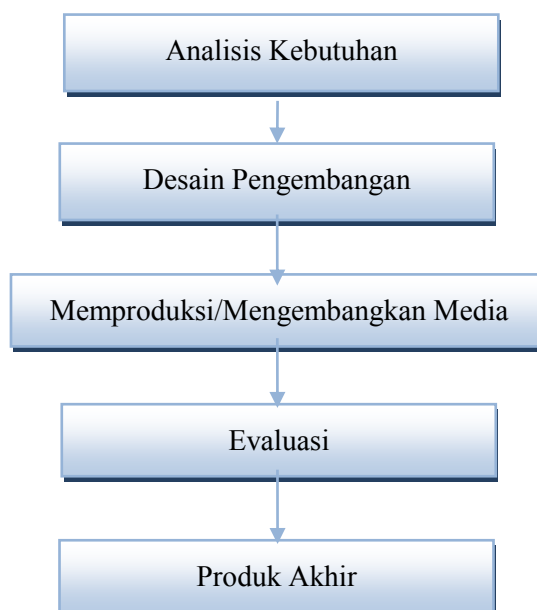 Analisis Kebutuhan
Desain Pengembangan
Memproduksi/Mengembangkan Media
Evaluasi
Produk Akhir